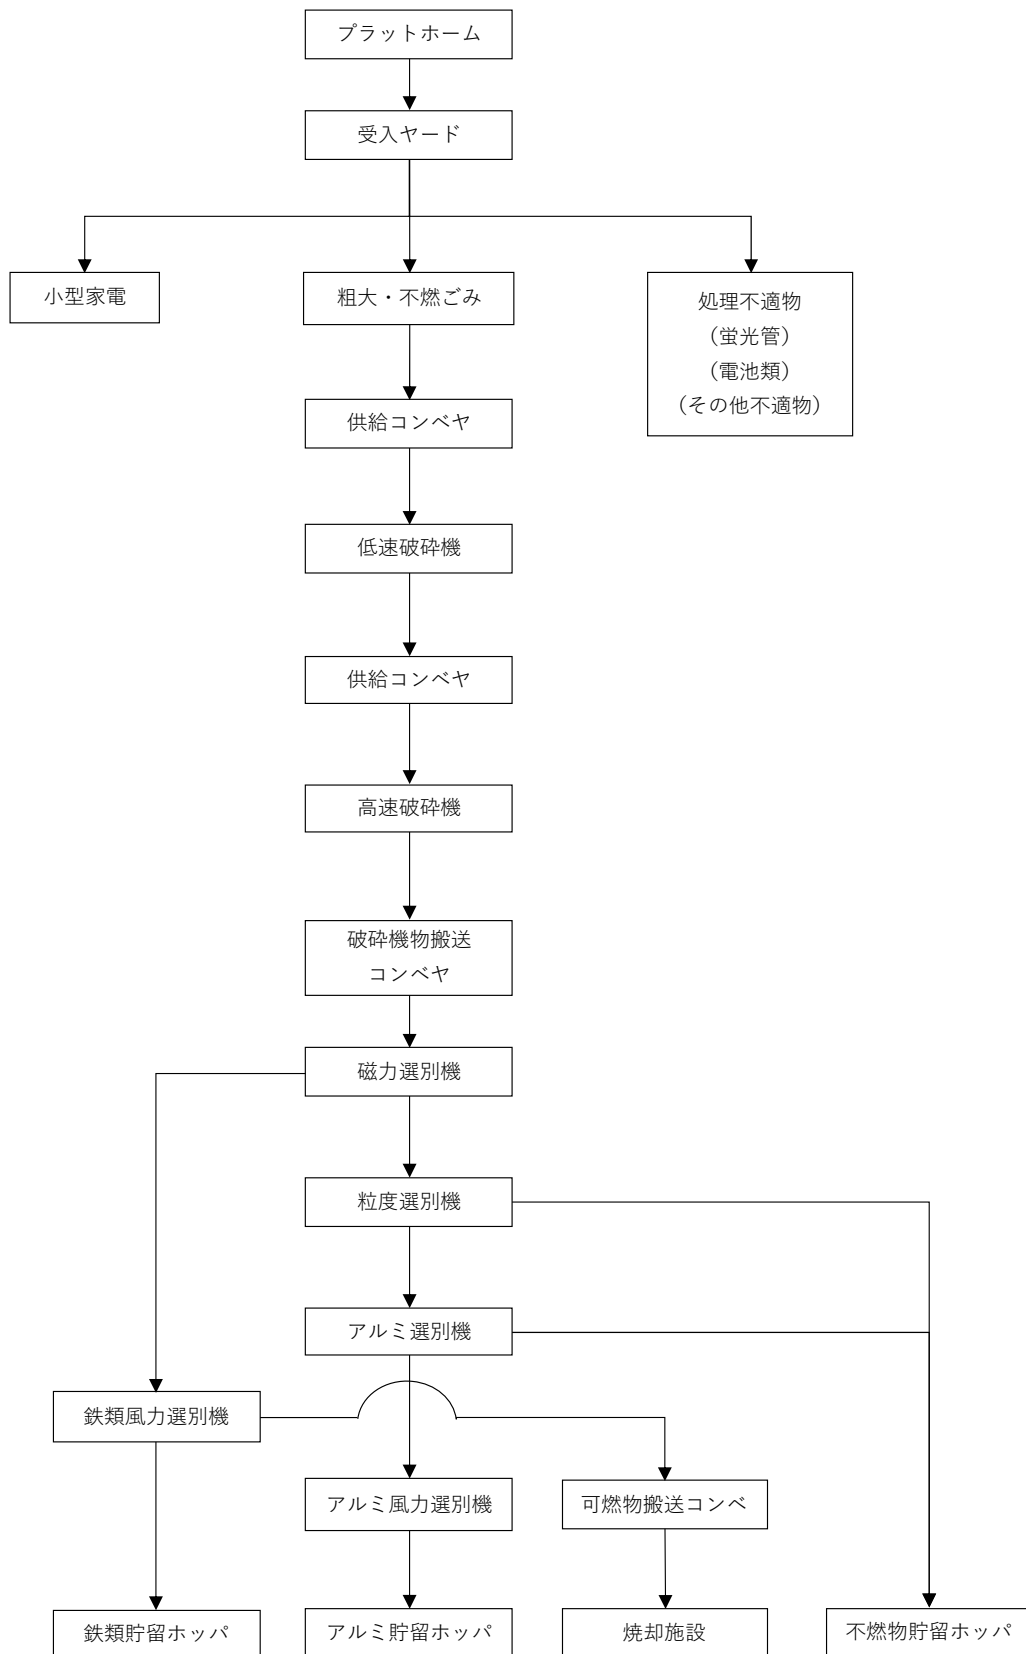 プラットホーム
受入ヤード
小型家電
粗大・不燃ごみ
処理不適物
（蛍光管）
（電池類）
（その他不適物）
供給コンベヤ
低速破砕機
供給コンベヤ
高速破砕機
破砕機物搬送
コンベヤ
磁力選別機
粒度選別機
アルミ選別機
鉄類風力選別機
アルミ風力選別機
可燃物搬送コンベ
鉄類貯留ホッパ
アルミ貯留ホッパ
焼却施設
不燃物貯留ホッパ